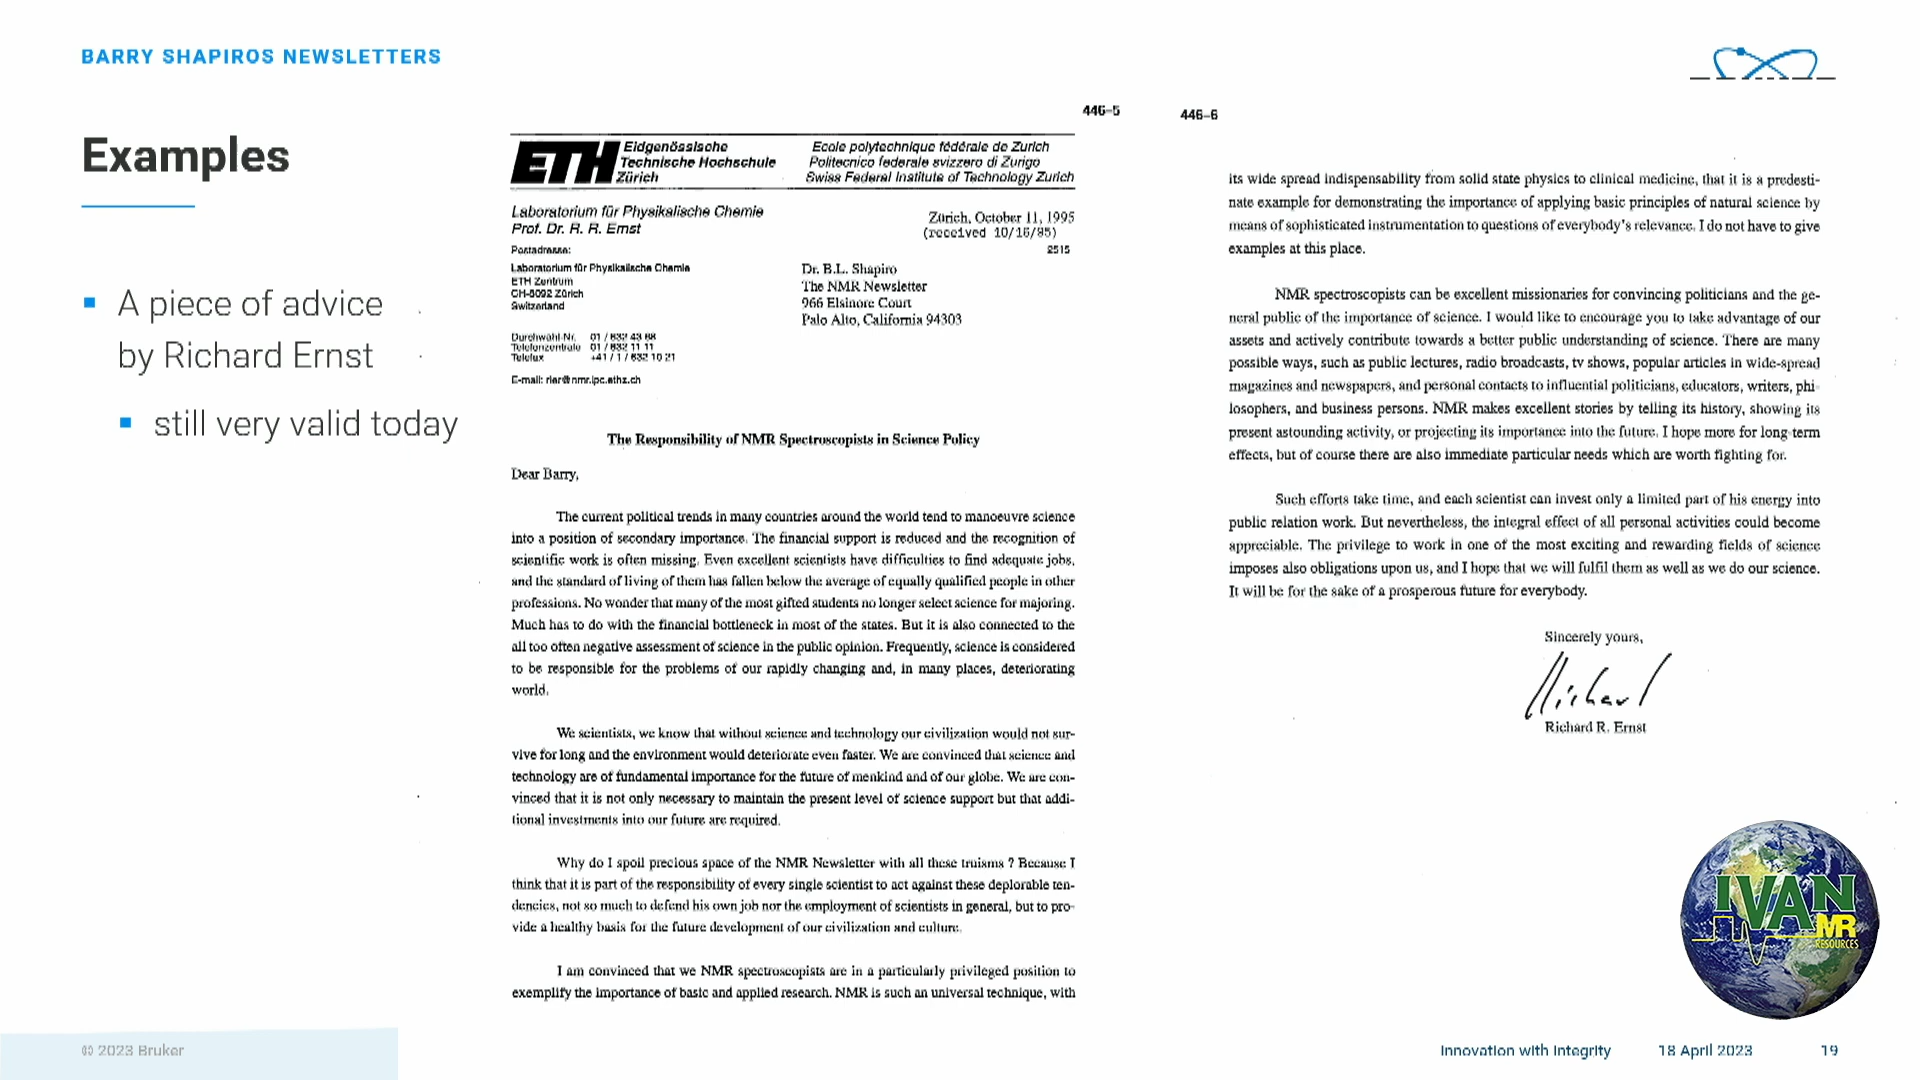 BARRY SHAPIROS NEWSLETTERS
Examples
A piece of advice
by Richard Ernst
still very valid today
446-5
ETH
Eidgenössische
Technische Hochschule
Zürich
Ecole polytechnique fédérale de Zurich
Politecnico federale svizzero di Zurigo
Swiss Federal Institute of Technology Zurich
Laboratorium für Physikalische Chemie
Prof. Dr. R. R. Ernst
Postadresse:
Laboratorium für Physikalische Chemie
ETH Zentrum
CH-8092 Zürich
Switzerland
Durchwahl-Nr. 01 / 632 43 68
Telefonzentrale 01 / 632 11 11
Telefax +41 / 1 / 632 10 21
E-mail: rier@nmr.ipc.ethz.ch
Zürich, October 11, 1995
(received 10/16/95)
2515
Dr. B.L. Shapiro
The NMR Newsletter
966 Elsinore Court
Palo Alto, California 94303
The Responsibility of NMR Spectroscopists in Science Policy
Dear Barry,
The current political trends in many countries around the world tend to manoeuvre science
into a position of secondary importance. The financial support is reduced and the recognition of
scientific work is often missing. Even excellent scientists have difficulties to find adequate jobs,
and the standard of living of them has fallen below the average of equally qualified people in other
professions. No wonder that many of the most gifted students no longer select science for majoring.
Much has to do with the financial bottleneck in most of the states. But it is also connected to the
all too often negative assessment of science in the public opinion. Frequently, science is considered
to be responsible for the problems of our rapidly changing and, in many places, deteriorating
world.
We scientists, we know that without science and technology our civilization would not sur-
vive for long and the environment would deteriorate even faster. We are convinced that science and
technology are of fundamental importance for the future of menkind and of our globe. We are con-
vinced that it is not only necessary to maintain the present level of science support but that addi-
tional investments into our future are required.
Why do I spoil precious space of the NMR Newsletter with all these truisms ? Because I
think that it is part of the responsibility of every single scientist to act against these deplorable ten-
dencies, not so much to defend his own job nor the employment of scientists in general, but to pro-
vide a healthy basis for the future development of our civilization and culture.
I am convinced that we NMR spectroscopists are in a particularly privileged position to
exemplify the importance of basic and applied research. NMR is such an universal technique, with
446-6
its wide spread indispensability from solid state physics to clinical medicine, that it is a predesti-
nate example for demonstrating the importance of applying basic principles of natural science by
means of sophisticated instrumentation to questions of everybody's relevance. I do not have to give
examples at this place.
NMR spectroscopists can be excellent missionaries for convincing politicians and the ge-
neral public of the importance of science. I would like to encourage you to take advantage of our
assets and actively contribute towards a better public understanding of science. There are many
possible ways, such as public lectures, radio broadcasts, tv shows, popular articles in wide-spread
magazines and newspapers, and personal contacts to influential politicians, educators, writers, phi-
losophers, and business persons. NMR makes excellent stories by telling its history, showing its
present astounding activity, or projecting its importance into the future. I hope more for long-term
effects, but of course there are also immediate particular needs which are worth fighting for.
Such efforts take time, and each scientist can invest only a limited part of his energy into
public relation work. But nevertheless, the integral effect of all personal activities could become
appreciable. The privilege to work in one of the most exciting and rewarding fields of science
imposes also obligations upon us, and I hope that we will fulfil them as well as we do our science.
It will be for the sake of a prosperous future for everybody.
Sincerely yours,
Richard
Richard R. Ernst
IVAN
MR
RESOURCES
© 2023 Bruker
Innovation with Integrity
18 April 2023
19